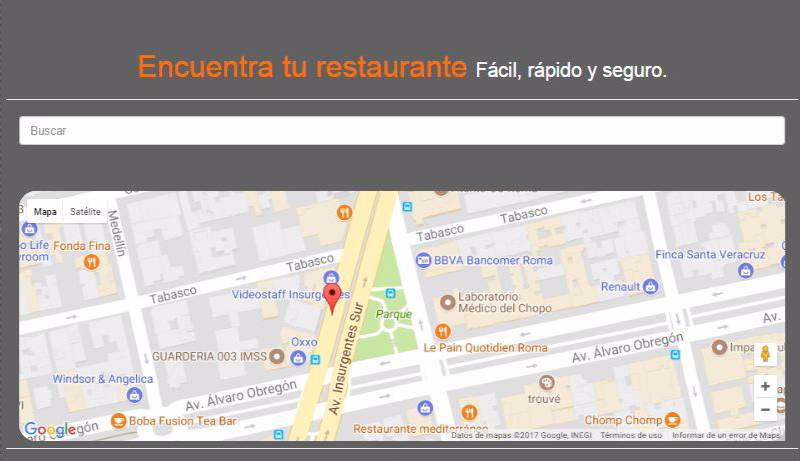 Encuentra tu restaurante Fácil, rápido y seguro.
Buscar
Mapa Satélite
Los Ta
Medellín
Tabasco
Tabasco
Tabasco
Tabasco
o Life
room
Fonda Fina
BBVA Bancomer Roma
Finca Santa Veracruz
Renault
Videostaff Insurgentes
Laboratorio
Médico del Chopo
Parque
Av. Insurgentes Sur
Oxxo
GUARDERIA 003 IMSS
Le Pain Quotidien Roma
Av. Álvaro Obregón
Av.
Impa
Windsor & Angelica
Av. Álvaro Obregón
trouvé
Boba Fusion Tea Bar
Restaurante mediterráneo
Chomp Chomp
varo Obregón
Google
Datos de mapas ©2017 Google, INEGI Términos de uso Informar de un error de Maps